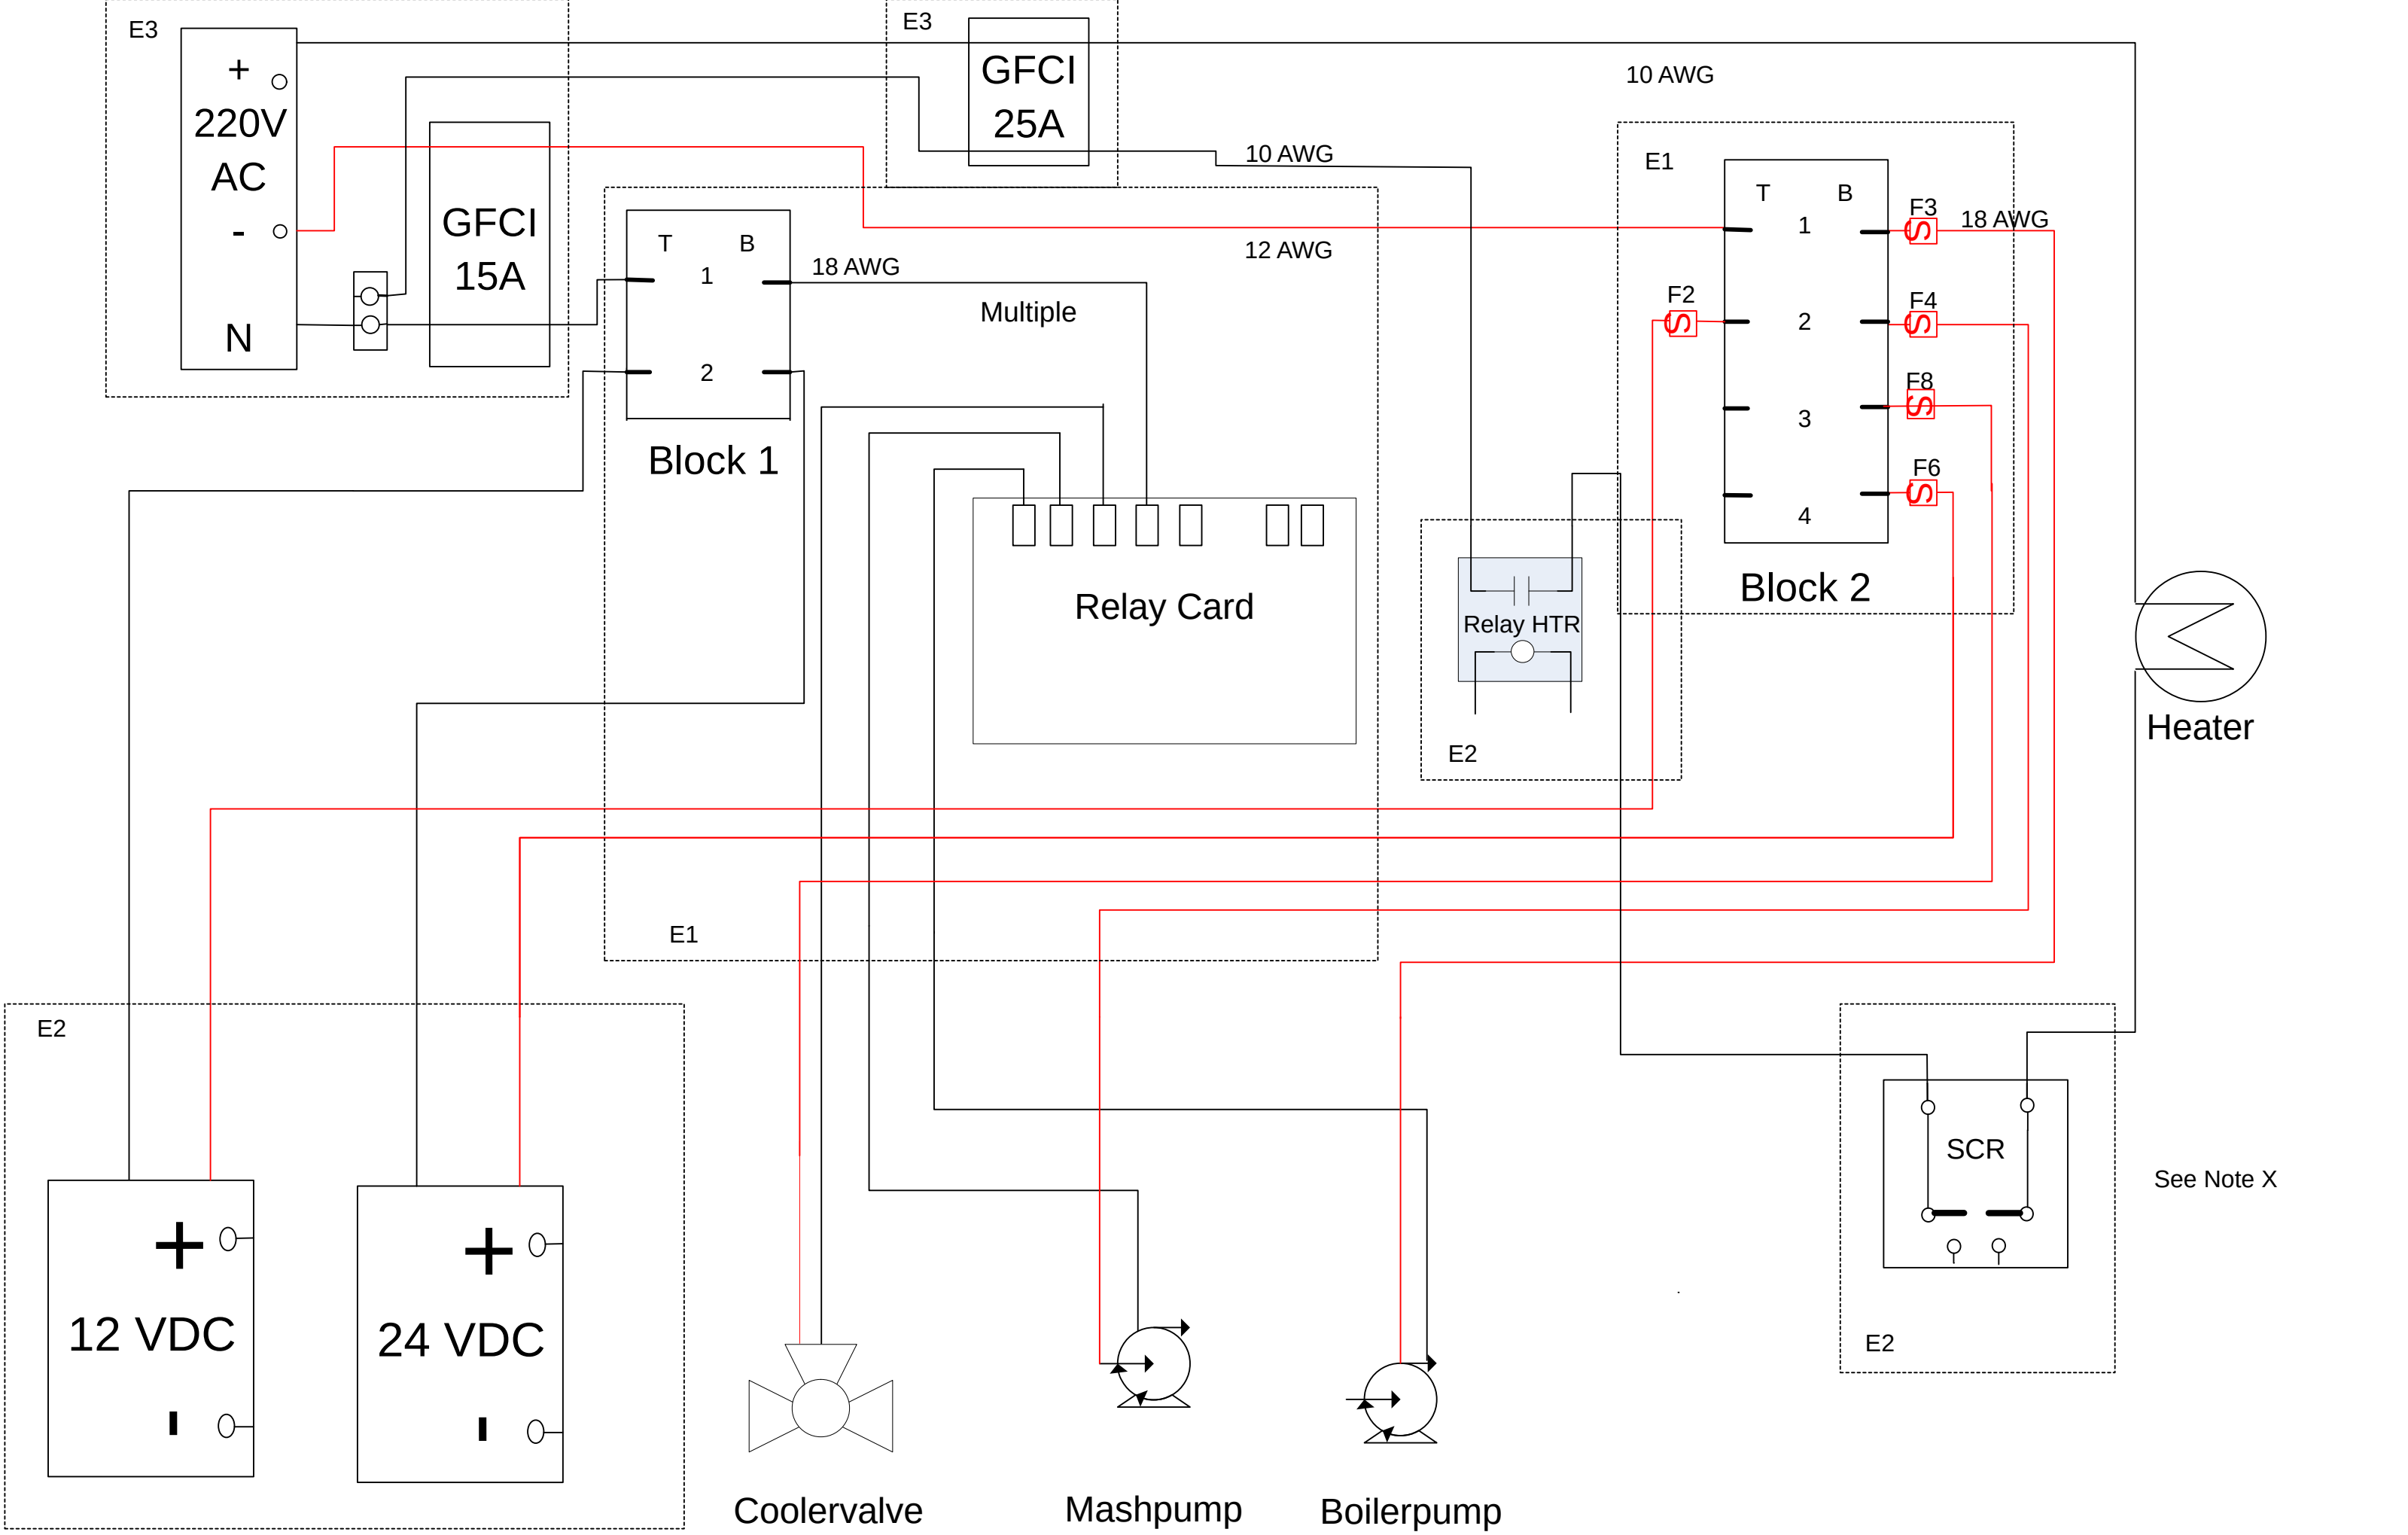 E3
+
220V
AC
-
N
GFCI
15A
E3
GFCI
25A
10 AWG
10 AWG
12 AWG
E1
T B
1
2
3
4
Block 2
F2
F3
18 AWG
F4
F8
F6
T B
1
2
Block 1
18 AWG
Multiple
Relay Card
E1
Relay HTR
E2
Heater
E2
+
12 VDC
-
+
24 VDC
-
Coolervalve
Mashpump
Boilerpump
SCR
E2
See Note X